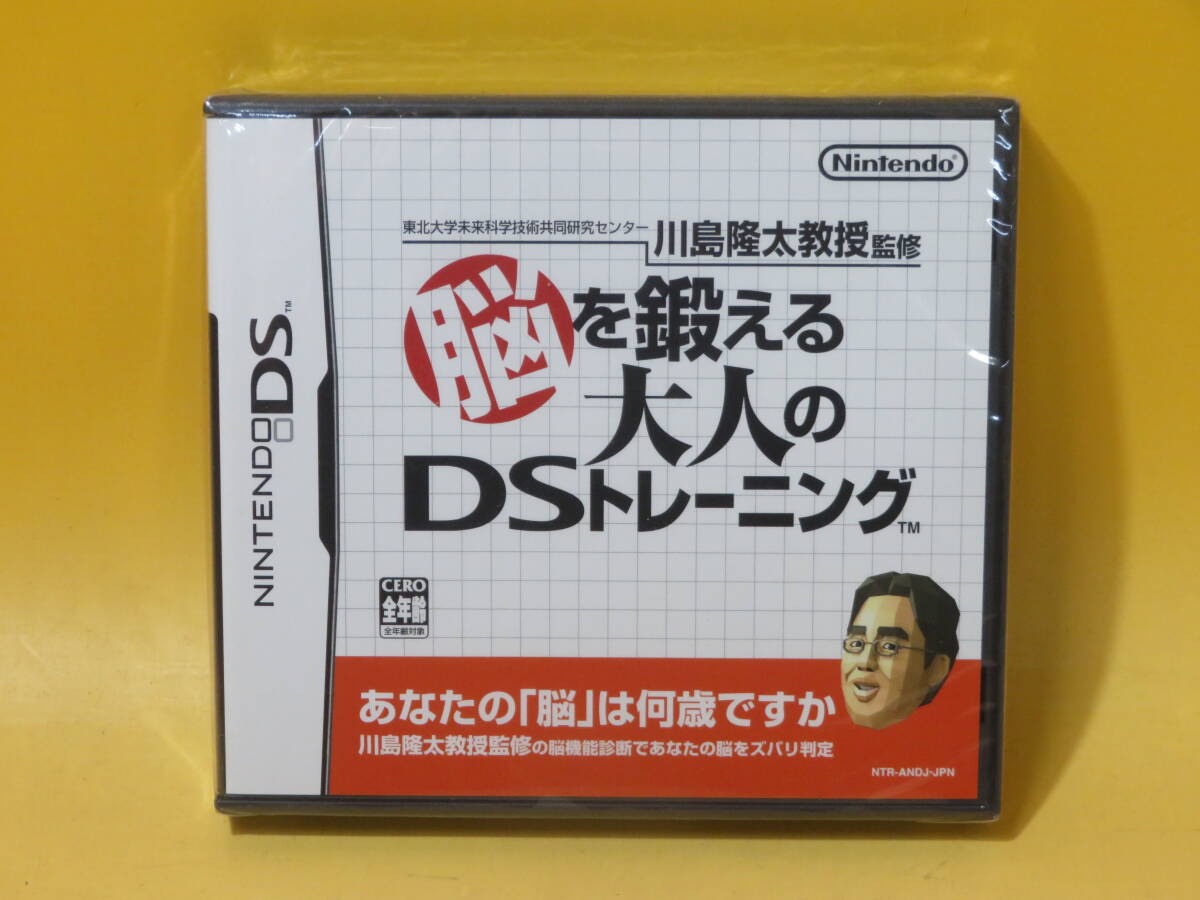 NINTENDODS™
Nintendo®
東北大学未来科学技術共同研究センター 川島隆太教授監修
脳を鍛える
大人の
DSトレーニング™
CERO
全年齢
全年齢対象
あなたの「脳」は何歳ですか
川島隆太教授監修の脳機能診断であなたの脳をズバリ判定
NTR-ANDJ-JPN